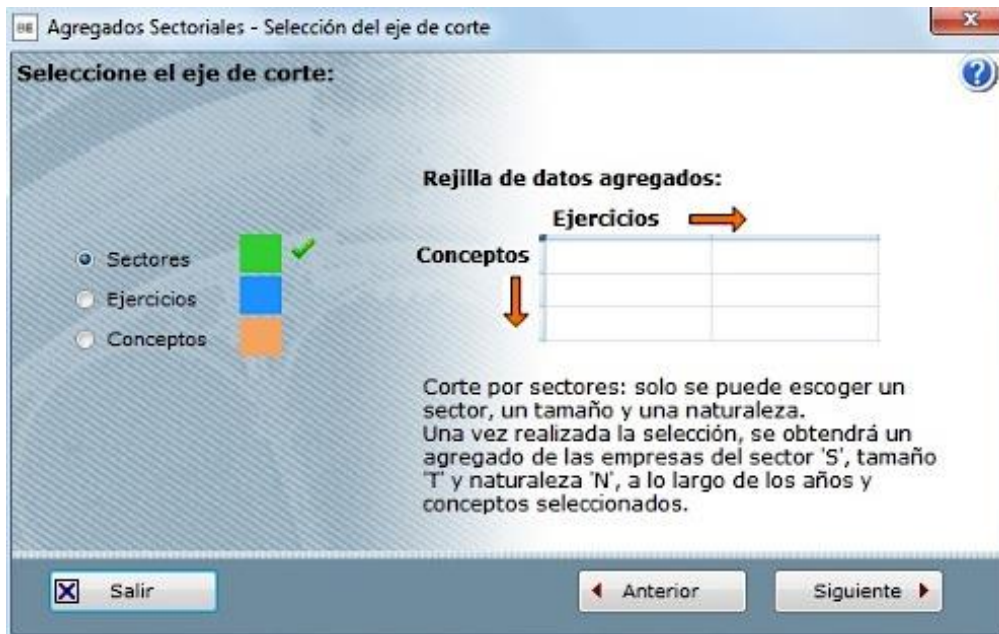 BE Agregados Sectoriales - Selección del eje de corte
Seleccione el eje de corte:
?
Rejilla de datos agregados:
Ejercicios
Conceptos
Sectores
Ejercicios
Conceptos
Corte por sectores: solo se puede escoger un
sector, un tamaño y una naturaleza.
Una vez realizada la selección, se obtendrá un
agregado de las empresas del sector 'S', tamaño
'T' y naturaleza 'N', a lo largo de los años y
conceptos seleccionados.
Salir
Anterior
Siguiente